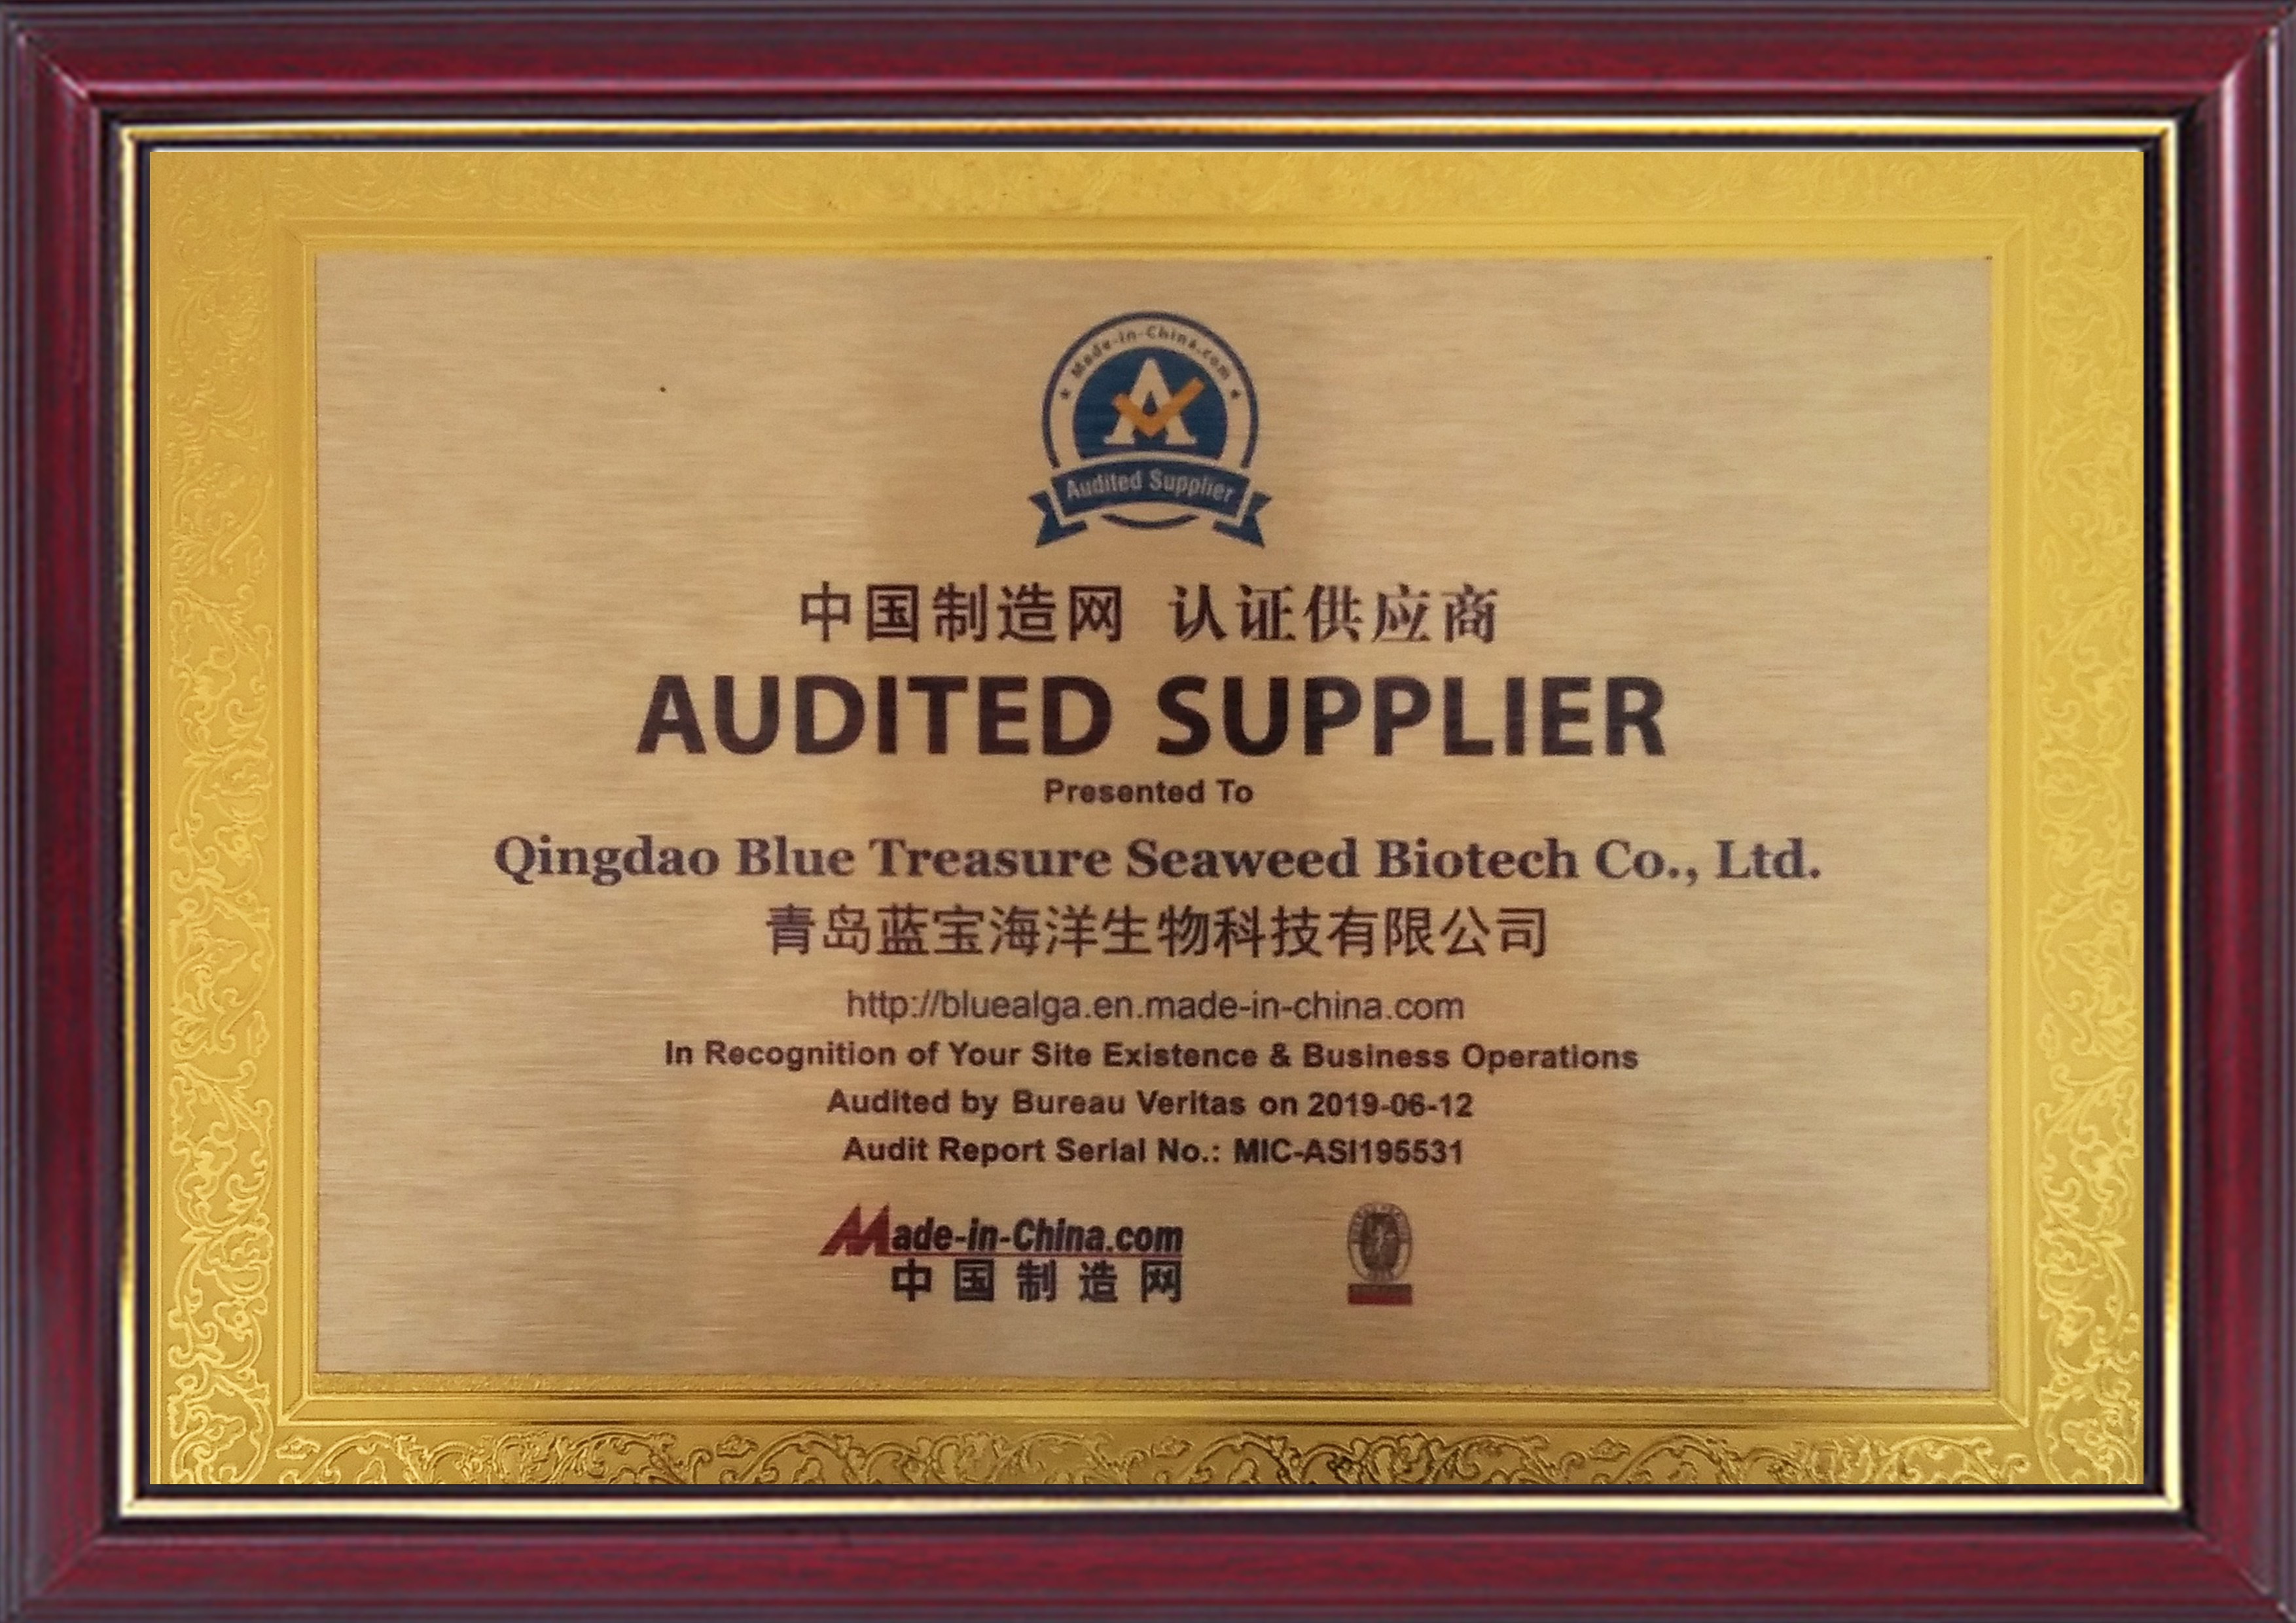 Made-in-China.com
Audited Supplier
中国制造网 认证供应商
AUDITED SUPPLIER
Presented To
Qingdao Blue Treasure Seaweed Biotech Co., Ltd.
青岛蓝宝海洋生物科技有限公司
http://bluealga.en.made-in-china.com
In Recognition of Your Site Existence & Business Operations
Audited by Bureau Veritas on 2019-06-12
Audit Report Serial No.: MIC-ASI195531
Made-in-China.com
中国制造网